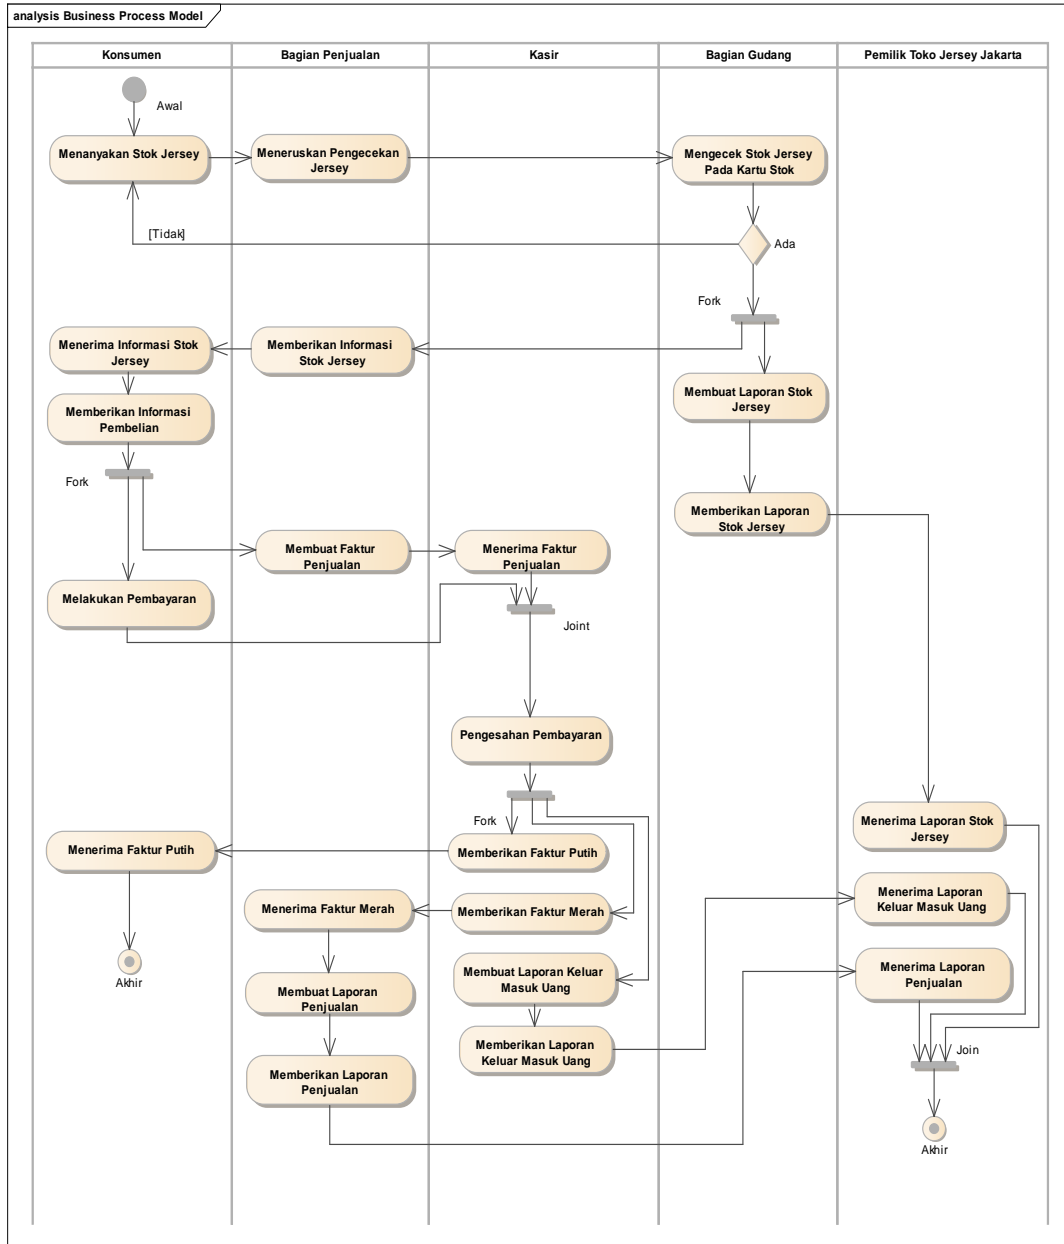 analysis Business Process Model
Konsumen
Bagian Penjualan
Kasir
Bagian Gudang
Pemilik Toko Jersey Jakarta
Awal
Menanyakan Stok Jersey
Meneruskan Pengecekan
Jersey
Mengecek Stok Jersey
Pada Kartu Stok
[Tidak]
Ada
Fork
Menerima Informasi Stok
Jersey
Memberikan Informasi
Stok Jersey
Membuat Laporan Stok
Jersey
Memberikan Informasi
Pembelian
Fork
Memberikan Laporan
Stok Jersey
Membuat Faktur
Penjualan
Menerima Faktur
Penjualan
Melakukan Pembayaran
Joint
Pengesahan Pembayaran
Fork
Menerima Laporan Stok
Jersey
Menerima Faktur Putih
Memberikan Faktur Putih
Menerima Laporan
Keluar Masuk Uang
Menerima Faktur Merah
Memberikan Faktur Merah
Membuat Laporan Keluar
Masuk Uang
Menerima Laporan
Penjualan
Akhir
Membuat Laporan
Penjualan
Memberikan Laporan
Keluar Masuk Uang
Join
Memberikan Laporan
Penjualan
Akhir